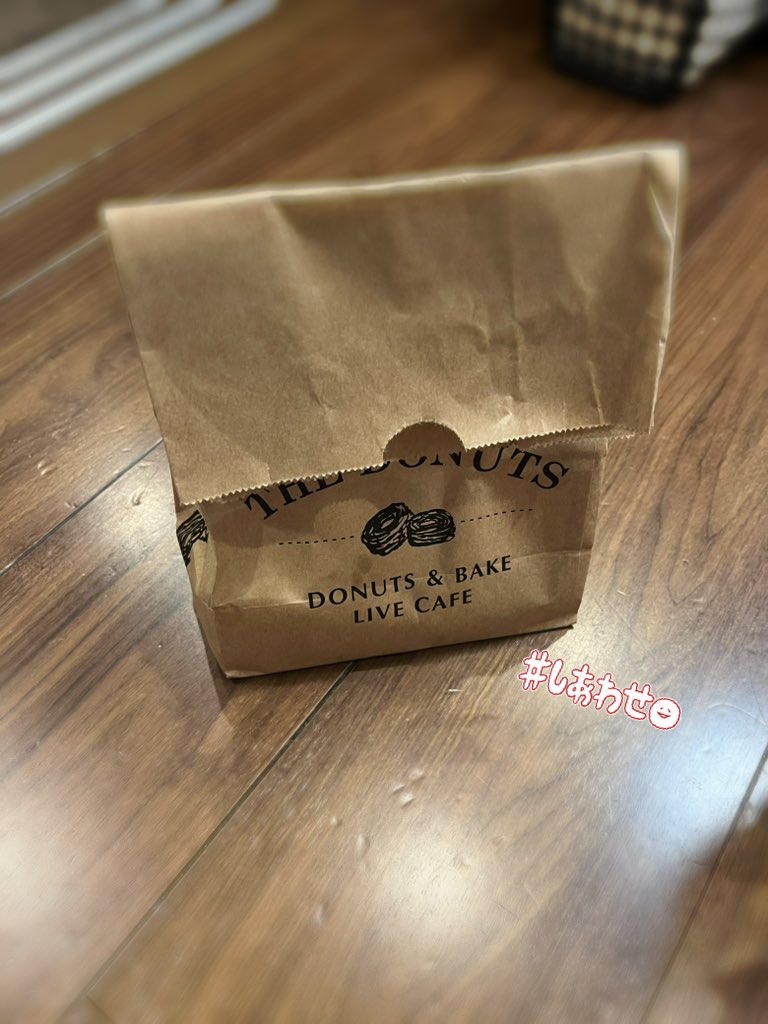 THE DONUTS
DONUTS & BAKE
LIVE CAFE
#しあわせ